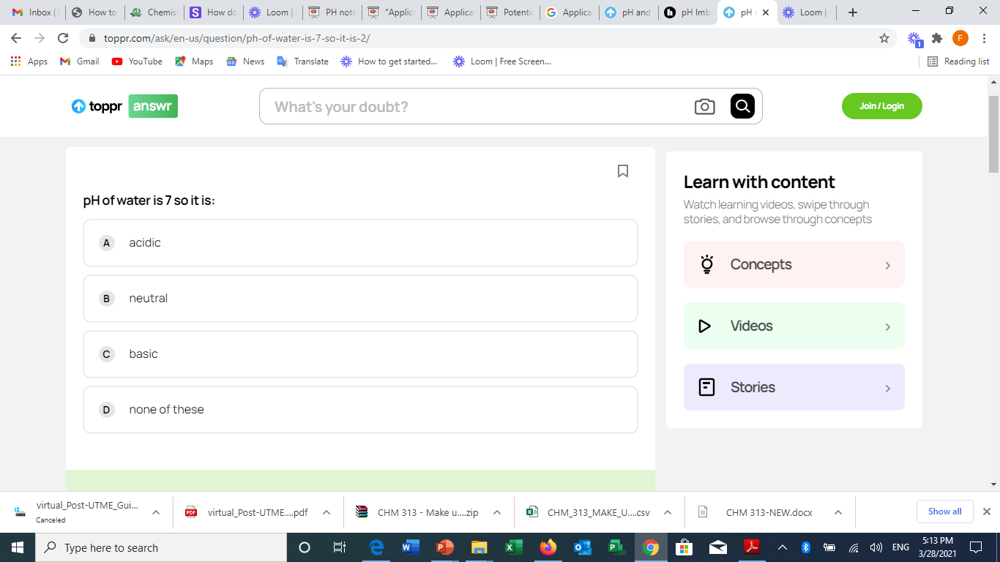 Inbox (1
How to
Chemis
How do
Loom |
PH note
"Applica
Applica
Potentic
Applica
pH and
pH Imb
pH
Loom |
toppr.com/ask/en-us/question/ph-of-water-is-7-so-it-is-2/
F
1
Apps
Gmail
YouTube
Maps
News
Translate
How to get started...
Loom | Free Screen...
Reading list
toppr answr
What's your doubt?
Join / Login
pH of water is 7 so it is:
A acidic
B neutral
C basic
D none of these
Learn with content
Watch learning videos, swipe through
stories, and browse through concepts
Concepts
Videos
Stories
virtual_Post-UTME_Gui...
Canceled
virtual_Post-UTME....pdf
CHM 313 - Make u....zip
CHM_313_MAKE_U....csv
CHM 313-NEW.docx
Show all
Type here to search
ENG
5:13 PM
3/28/2021